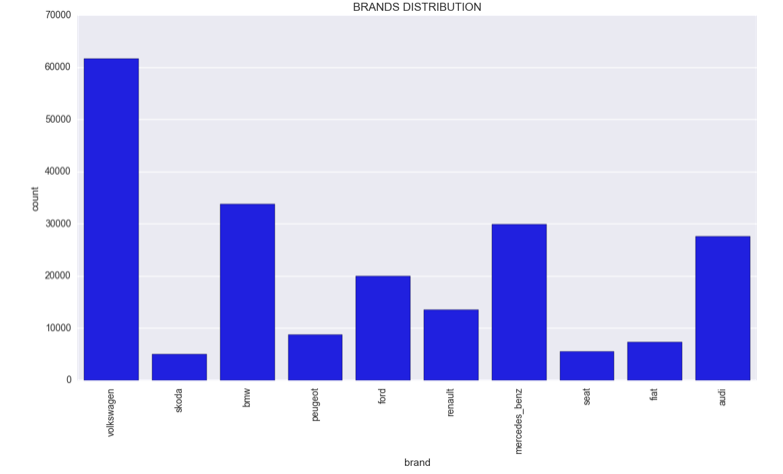 BRANDS DISTRIBUTION
70000
60000
50000
40000
30000
20000
10000
0
count
volkswagen
skoda
bmw
peugeot
ford
renault
mercedes_benz
seat
fiat
audi
brand